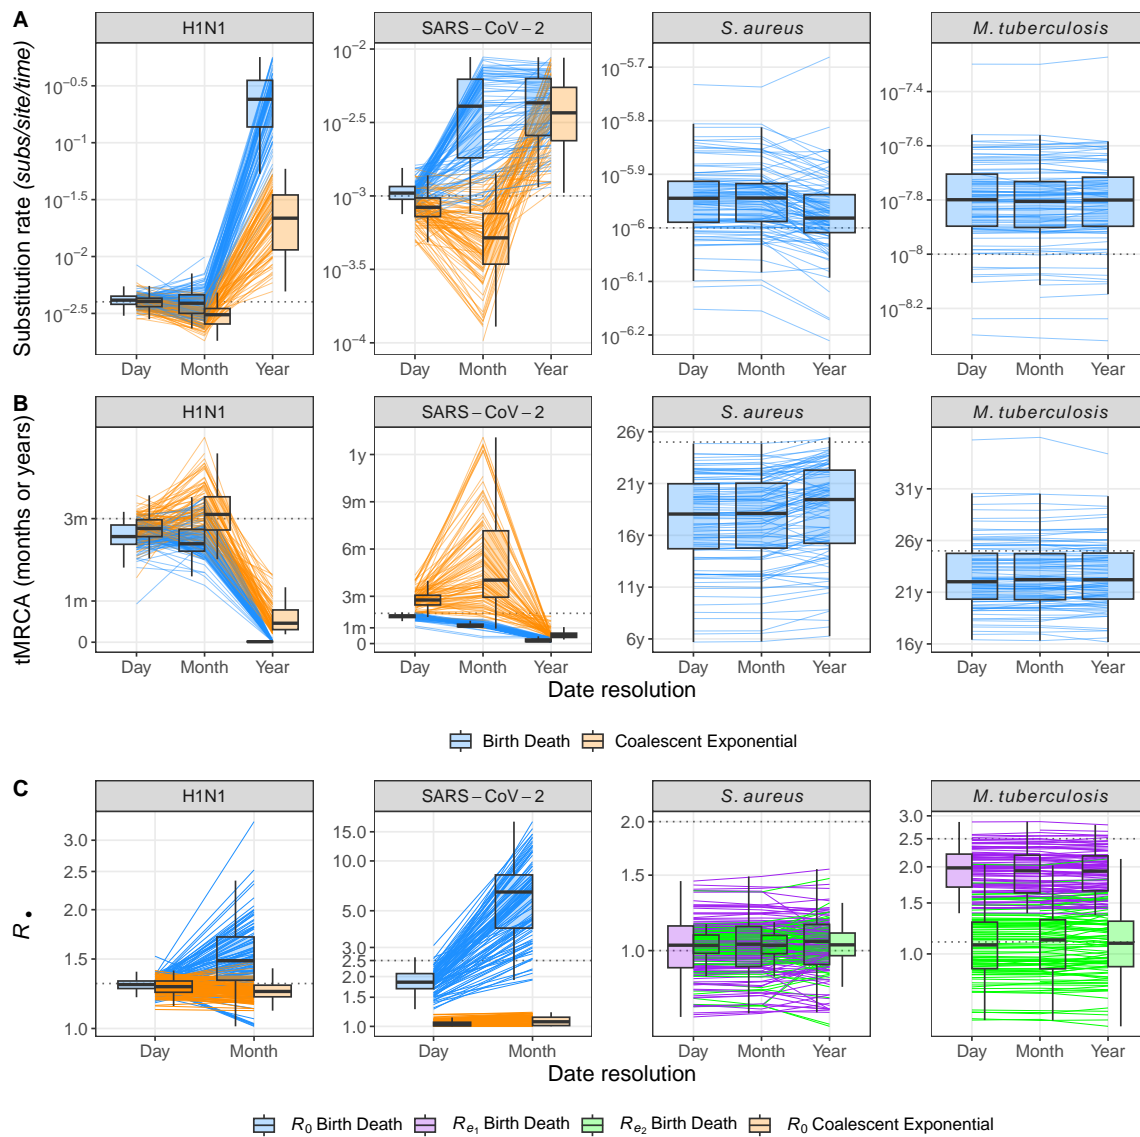 A
H1N1
SARS−CoV−2
S. aureus
M. tuberculosis
Substitution rate (subs/site/time)
10^−0.5
10^−1
10^−1.5
10^−2
10^−2.5
10^−2
10^−2.5
10^−3
10^−3.5
10^−4
10^−5.7
10^−5.8
10^−5.9
10^−6
10^−6.1
10^−6.2
10^−7.4
10^−7.6
10^−7.8
10^−8
10^−8.2
Day Month Year
Day Month Year
Day Month Year
Day Month Year
B
H1N1
SARS−CoV−2
S. aureus
M. tuberculosis
tMRCA (months or years)
3m
1m
0
1y
9m
6m
3m
1m
0
26y
21y
16y
11y
6y
31y
26y
21y
16y
Day Month Year
Day Month Year
Day Month Year
Day Month Year
Date resolution
Birth Death Coalescent Exponential
C
H1N1
SARS−CoV−2
S. aureus
M. tuberculosis
R•
3.0
2.0
1.5
1.0
15.0
10.0
5.0
3.0
2.5
2.0
1.5
1.0
2.0
1.5
1.0
3.0
2.5
2.0
1.5
1.0
Day Month
Day Month
Day Month Year
Day Month Year
Date resolution
R0 Birth Death Re1 Birth Death Re2 Birth Death R0 Coalescent Exponential